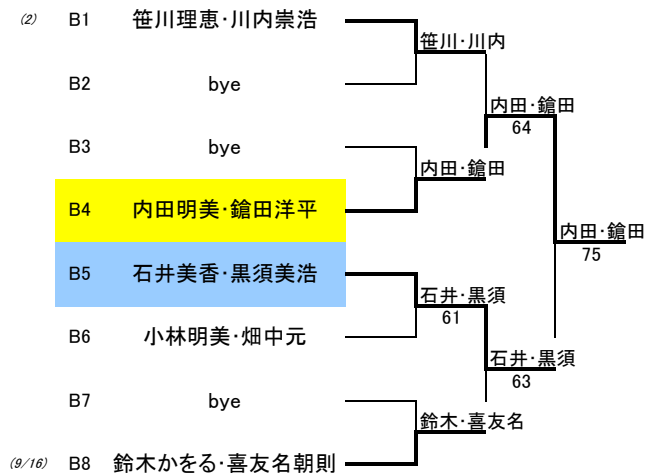 (2) B1 笹川理恵・川内崇浩
笹川・川内
B2 bye
内田・鎗田
64
B3 bye
内田・鎗田
B4 内田明美・鎗田洋平
内田・鎗田
75
B5 石井美香・黒須美浩
石井・黒須
61
B6 小林明美・畑中元
石井・黒須
63
B7 bye
鈴木・喜友名
(9/16) B8 鈴木かをる・喜友名朝則